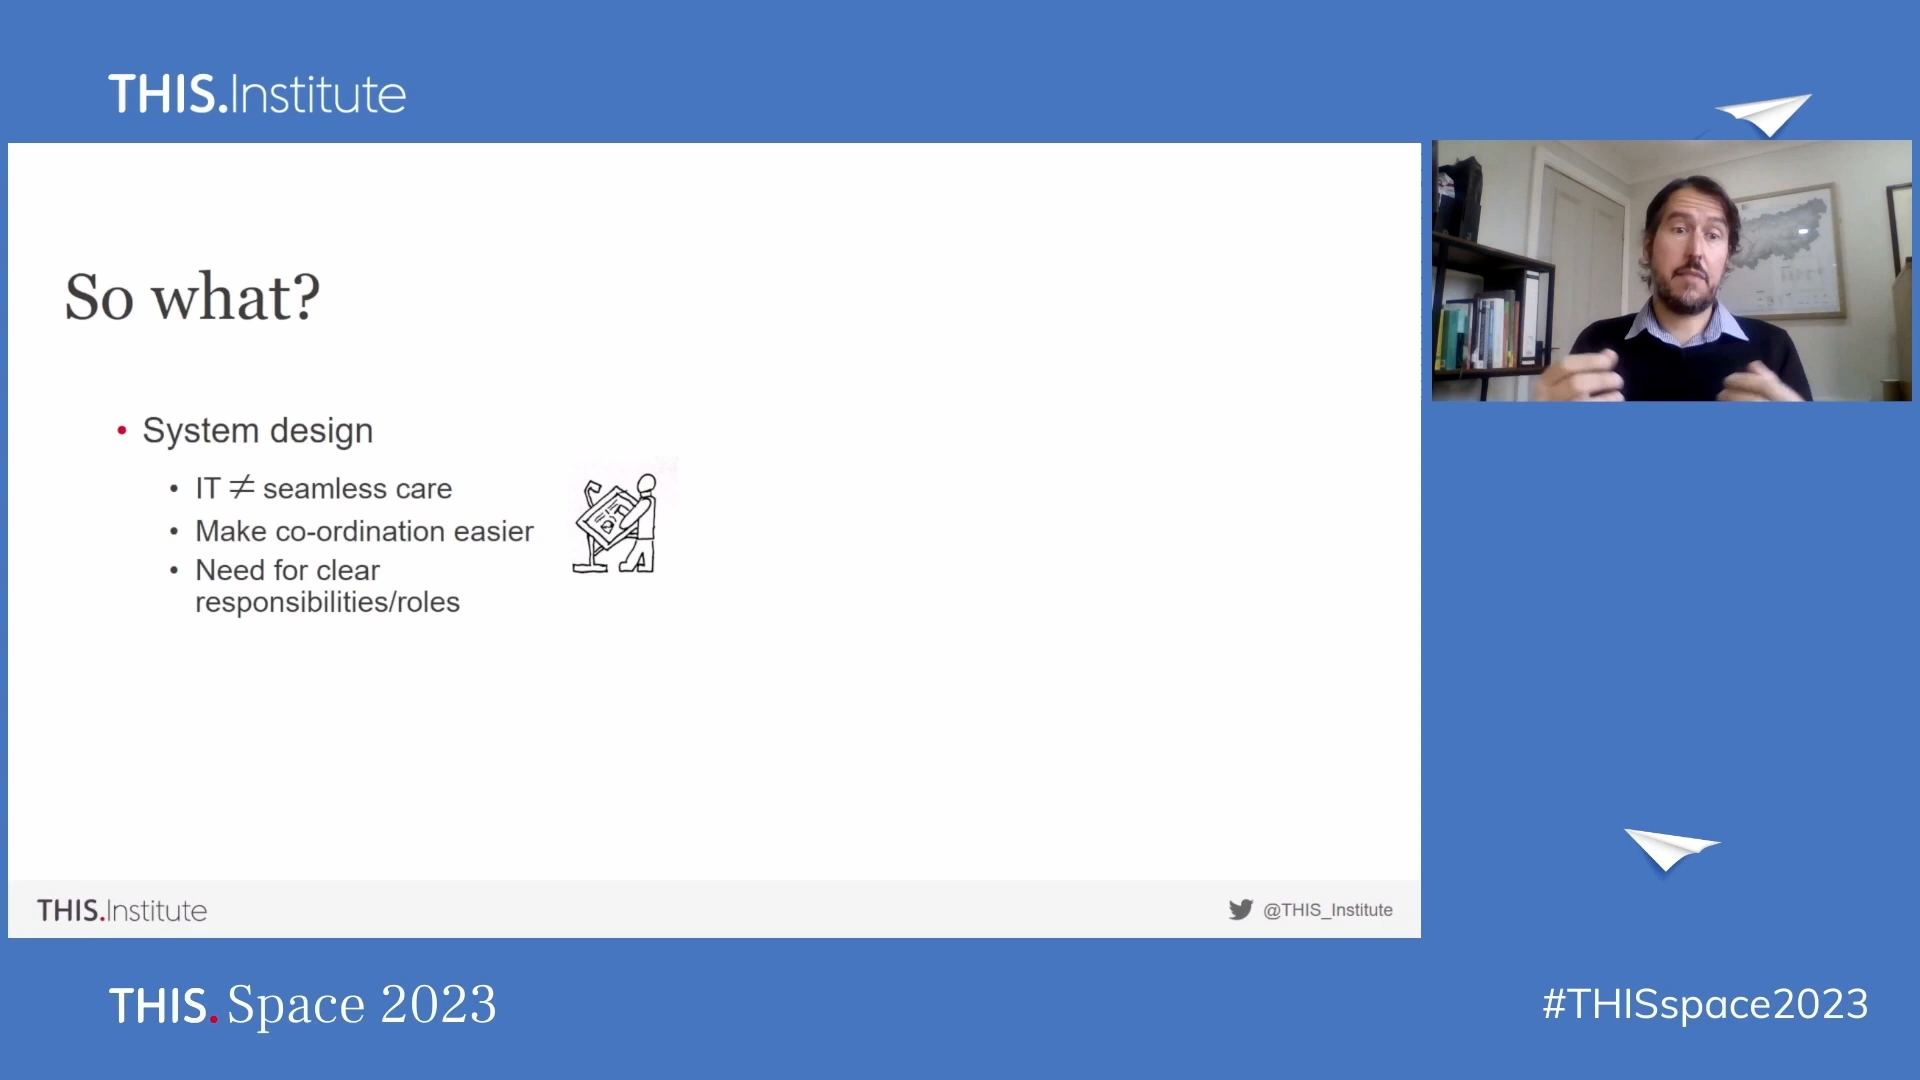 THIS.Institute
So what?
• System design
• IT ≠ seamless care
• Make co-ordination easier
• Need for clear
responsibilities/roles
THIS.Institute
@THIS_Institute
THIS.Space 2023
#THISspace2023